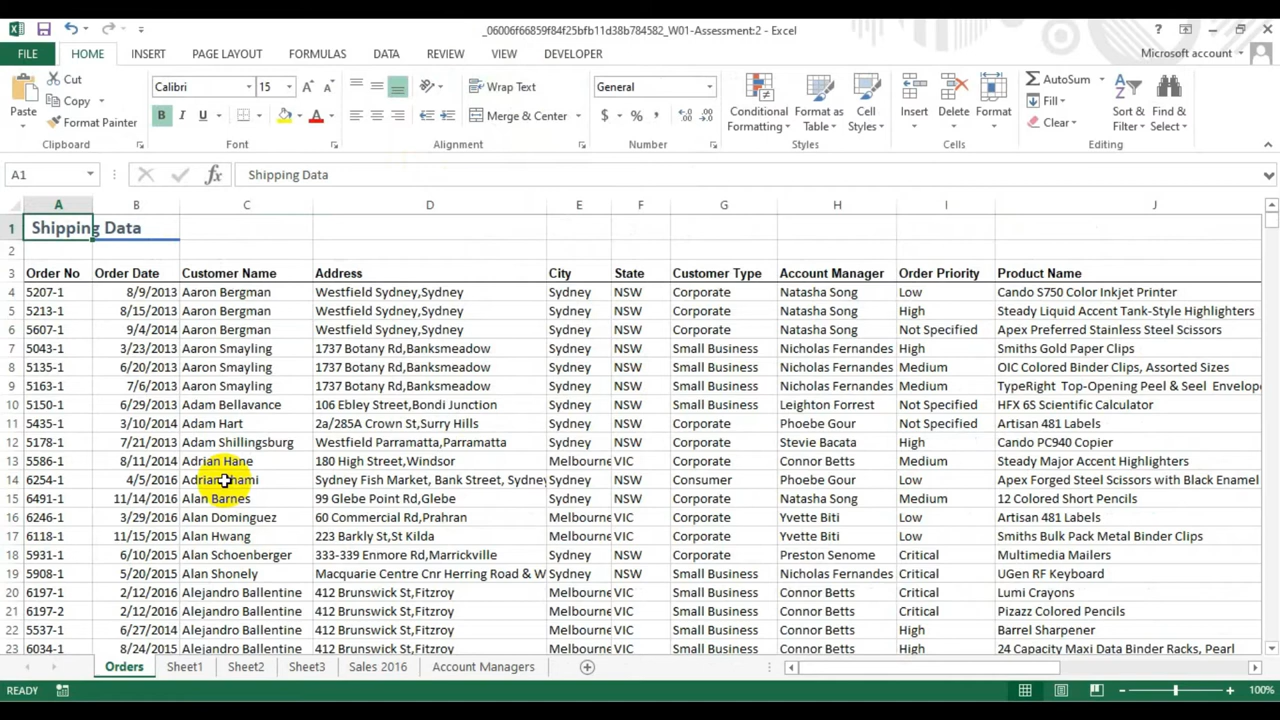 _06006f66859f84f25bfb11d38b784582_W01-Assessment:2 - Excel
FILE HOME INSERT PAGE LAYOUT FORMULAS DATA REVIEW VIEW DEVELOPER Microsoft account
Cut
Copy
Format Painter
Paste
Clipboard
Calibri 15
B I U
Font
Wrap Text
Merge & Center
Alignment
General
$ % ,
Number
Conditional Formatting
Format as Table
Cell Styles
Styles
Insert Delete Format
Cells
AutoSum
Fill
Clear
Sort & Filter
Find & Select
Editing
A1 fx Shipping Data
A B C D E F G H I J
1 Shipping Data
2
3 Order No Order Date Customer Name Address City State Customer Type Account Manager Order Priority Product Name
4 5207-1 8/9/2013 Aaron Bergman Westfield Sydney,Sydney Sydney NSW Corporate Natasha Song Low Cando S750 Color Inkjet Printer
5 5213-1 8/15/2013 Aaron Bergman Westfield Sydney,Sydney Sydney NSW Corporate Natasha Song High Steady Liquid Accent Tank-Style Highlighters
6 5607-1 9/4/2014 Aaron Bergman Westfield Sydney,Sydney Sydney NSW Corporate Natasha Song Not Specified Apex Preferred Stainless Steel Scissors
7 5043-1 3/23/2013 Aaron Smayling 1737 Botany Rd,Banksmeadow Sydney NSW Small Business Nicholas Fernandes High Smiths Gold Paper Clips
8 5135-1 6/20/2013 Aaron Smayling 1737 Botany Rd,Banksmeadow Sydney NSW Small Business Nicholas Fernandes Medium OIC Colored Binder Clips, Assorted Sizes
9 5163-1 7/6/2013 Aaron Smayling 1737 Botany Rd,Banksmeadow Sydney NSW Small Business Nicholas Fernandes Medium TypeRight Top-Opening Peel & Seel Envelope
10 5150-1 6/29/2013 Adam Bellavance 106 Ebley Street,Bondi Junction Sydney NSW Small Business Leighton Forrest Not Specified HFX 6S Scientific Calculator
11 5435-1 3/10/2014 Adam Hart 2a/285A Crown St,Surry Hills Sydney NSW Corporate Phoebe Gour Not Specified Artisan 481 Labels
12 5178-1 7/21/2013 Adam Shillingsburg Westfield Parramatta,Parramatta Sydney NSW Corporate Stevie Bacata High Cando PC940 Copier
13 5586-1 8/11/2014 Adrian Hane 180 High Street,Windsor Melbourne VIC Corporate Connor Betts Medium Steady Major Accent Highlighters
14 6254-1 4/5/2016 Adrian Sydney Fish Market, Bank Street, Sydney Sydney NSW Consumer Phoebe Gour Low Apex Forged Steel Scissors with Black Enamel
15 6491-1 11/14/2016 Alan Barnes 99 Glebe Point Rd,Glebe Sydney NSW Corporate Natasha Song Medium 12 Colored Short Pencils
16 6246-1 3/29/2016 Alan Dominguez 60 Commercial Rd,Prahran Melbourne VIC Corporate Yvette Biti Low Artisan 481 Labels
17 6118-1 11/15/2015 Alan Hwang 223 Barkly St,St Kilda Melbourne VIC Corporate Yvette Biti Low Smiths Bulk Pack Metal Binder Clips
18 5931-1 6/10/2015 Alan Schoenberger 333-339 Enmore Rd,Marrickville Sydney NSW Corporate Preston Senome Critical Multimedia Mailers
19 5908-1 5/20/2015 Alan Shonely Macquarie Centre Cnr Herring Road & W Sydney NSW Small Business Nicholas Fernandes Critical UGen RF Keyboard
20 6197-1 2/12/2016 Alejandro Ballentine 412 Brunswick St,Fitzroy Melbourne VIC Small Business Connor Betts Critical Lumi Crayons
21 6197-2 2/12/2016 Alejandro Ballentine 412 Brunswick St,Fitzroy Melbourne VIC Small Business Connor Betts Critical Pizazz Colored Pencils
22 5537-1 6/27/2014 Alejandro Ballentine 412 Brunswick St,Fitzroy Melbourne VIC Small Business Connor Betts High Barrel Sharpener
23 6034-1 8/24/2015 Alejandro Ballentine 412 Brunswick St,Fitzroy Melbourne VIC Small Business Connor Betts High 24 Capacity Maxi Data Binder Racks, Pearl
Orders Sheet1 Sheet2 Sheet3 Sales 2016 Account Managers
READY 100%